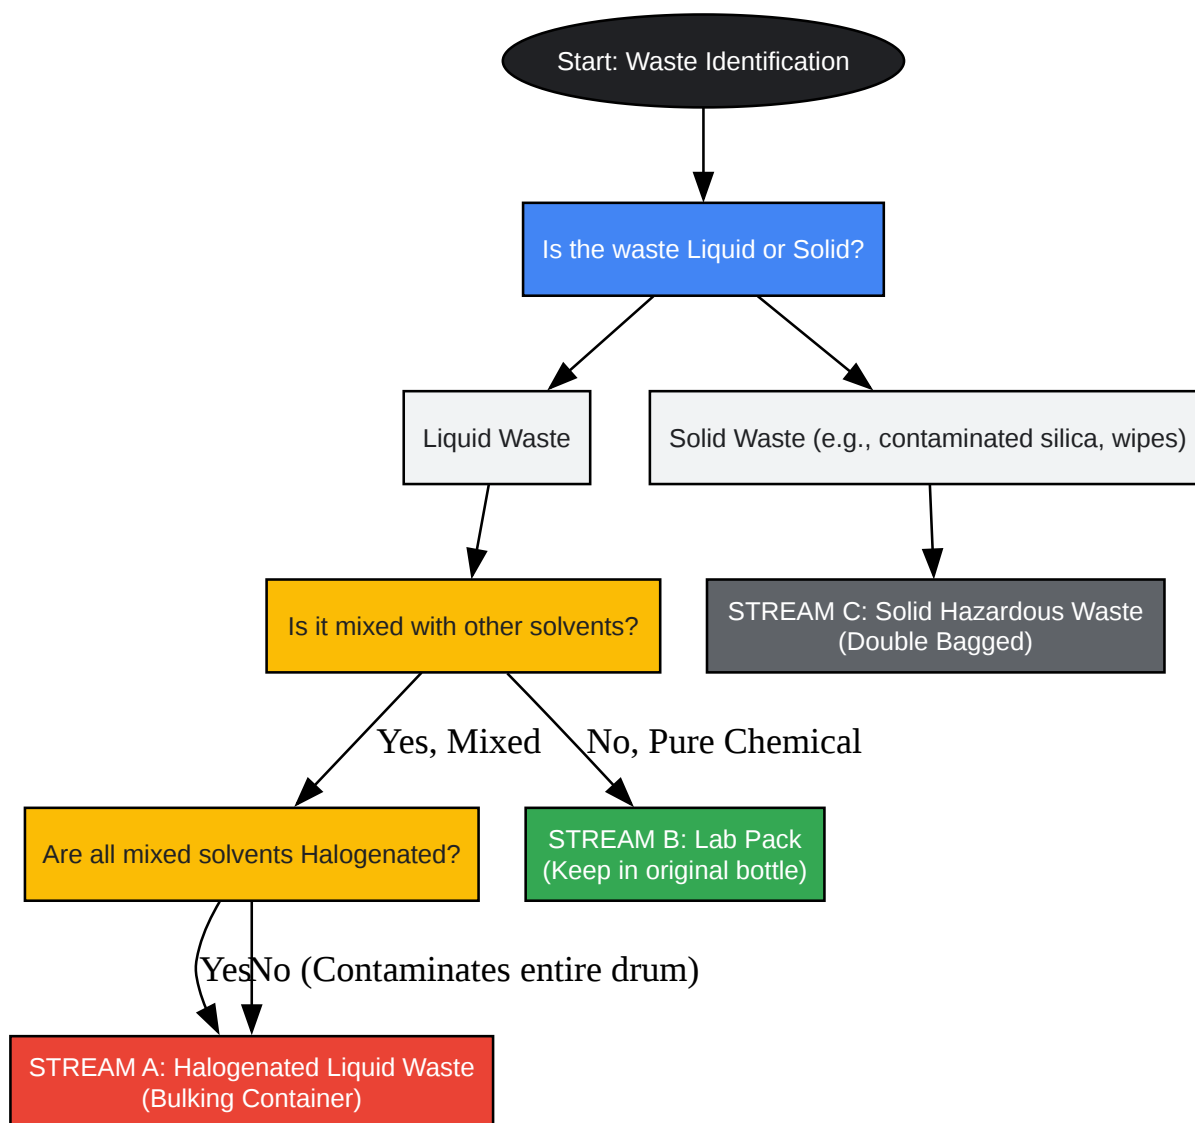 Start: Waste Identification
Is the waste Liquid or Solid?
Liquid Waste
Solid Waste (e.g., contaminated silica, wipes)
Is it mixed with other solvents?
STREAM C: Solid Hazardous Waste
(Double Bagged)
Yes, Mixed
No, Pure Chemical
Are all mixed solvents Halogenated?
STREAM B: Lab Pack
(Keep in original bottle)
Yes
No (Contaminates entire drum)
STREAM A: Halogenated Liquid Waste
(Bulking Container)